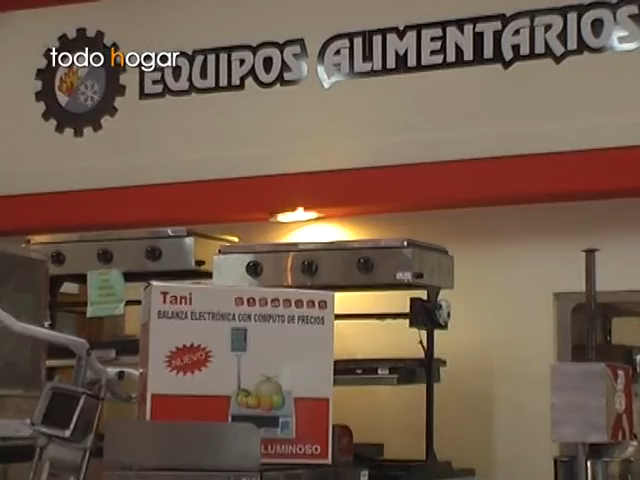 todo hogar
EQUIPOS ALIMENTARIOS
Tani
BALANZA ELECTRÓNICA CON CÓMPUTO DE PRECIOS
NUEVO
LUMINOSO